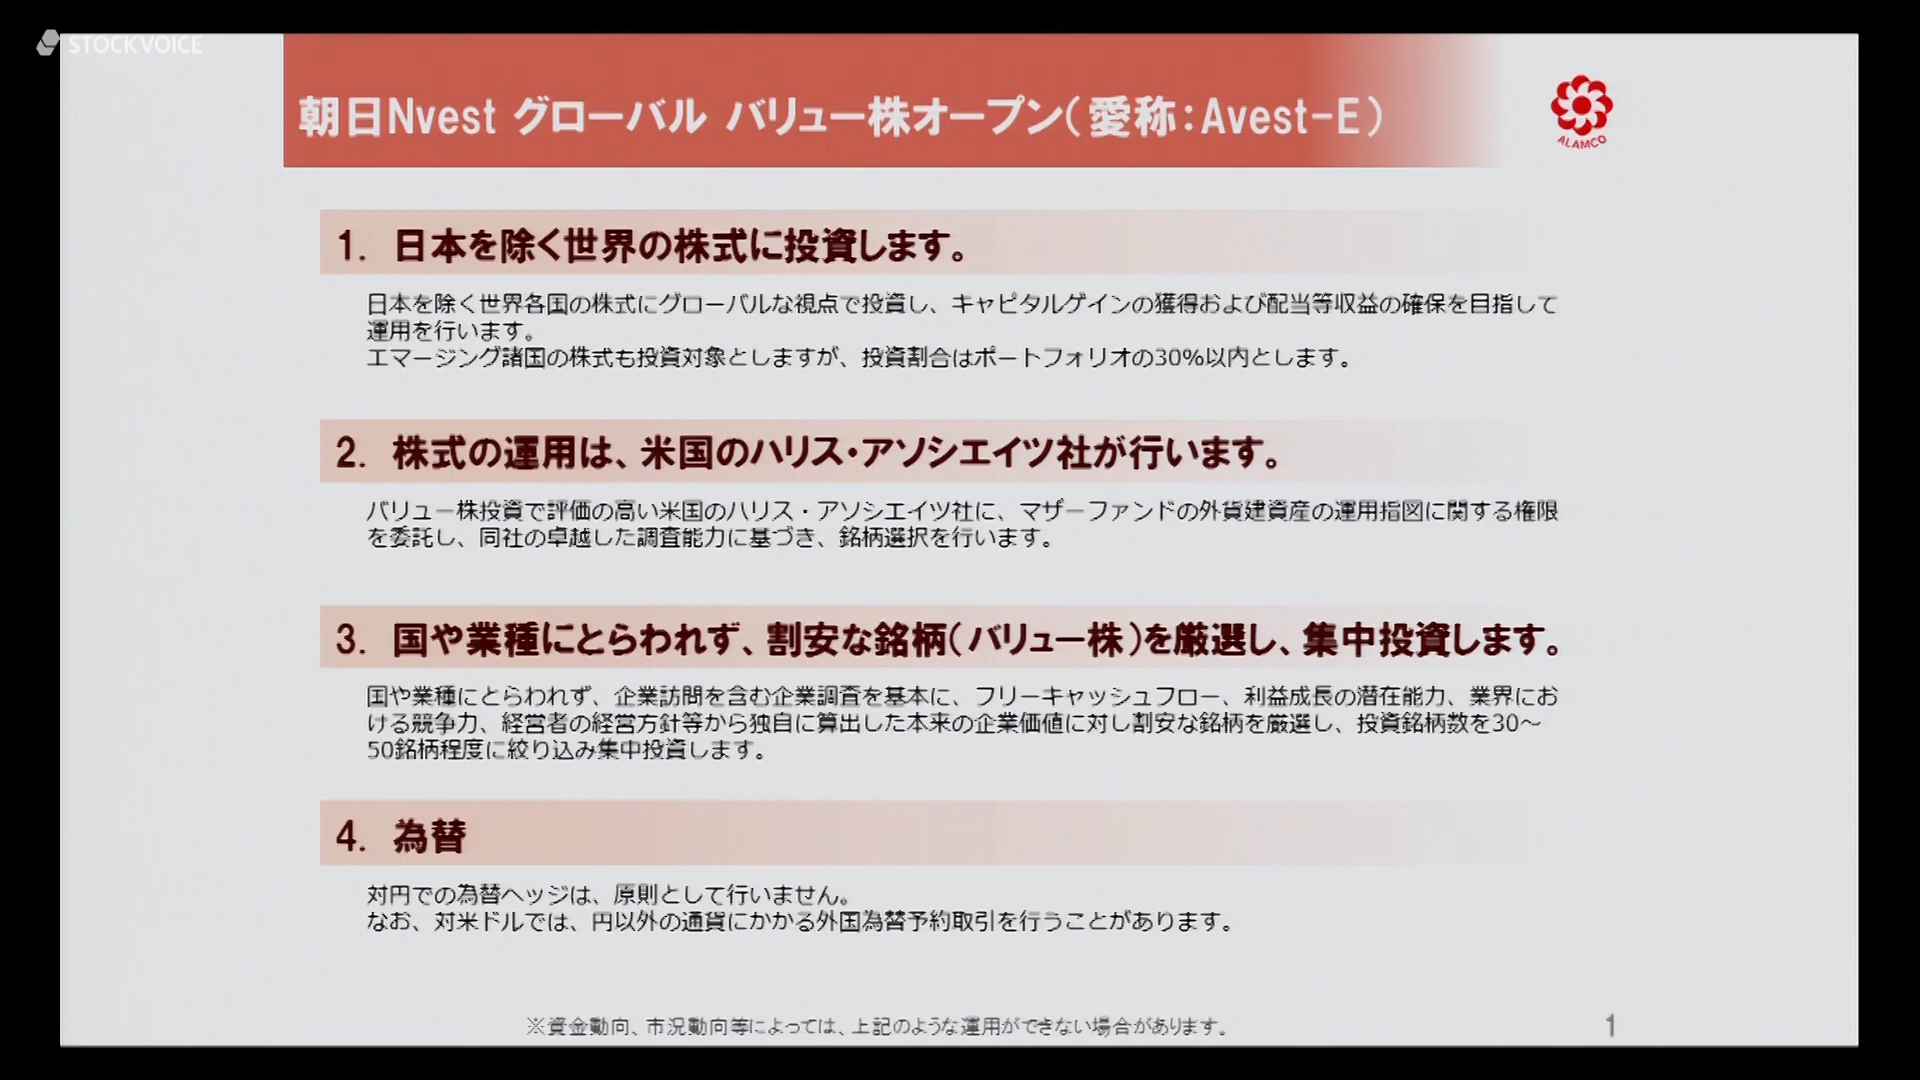 STOCKVOICE
朝日Nvest グローバル バリュー株オープン(愛称:Avest-E)
ALAMCO
1. 日本を除く世界の株式に投資します。
日本を除く世界各国の株式にグローバルな視点で投資し、キャピタルゲインの獲得および配当等収益の確保を目指して
運用を行います。
エマージング諸国の株式も投資対象としますが、投資割合はポートフォリオの30%以内とします。
2. 株式の運用は、米国のハリス・アソシエイツ社が行います。
バリュー株投資で評価の高い米国のハリス・アソシエイツ社に、マザーファンドの外貨建資産の運用指図に関する権限
を委託し、同社の卓越した調査能力に基づき、銘柄選択を行います。
3. 国や業種にとらわれず、割安な銘柄(バリュー株)を厳選し、集中投資します。
国や業種にとらわれず、企業訪問を含む企業調査を基本に、フリーキャッシュフロー、利益成長の潜在能力、業界にお
ける競争力、経営者の経営方針等から独自に算出した本来の企業価値に対し割安な銘柄を厳選し、投資銘柄数を30～
50銘柄程度に絞り込み集中投資します。
4. 為替
対円での為替ヘッジは、原則として行いません。
なお、対米ドルでは、円以外の通貨にかかる外国為替予約取引を行うことがあります。
※資金動向、市況動向等によっては、上記のような運用ができない場合があります。
1